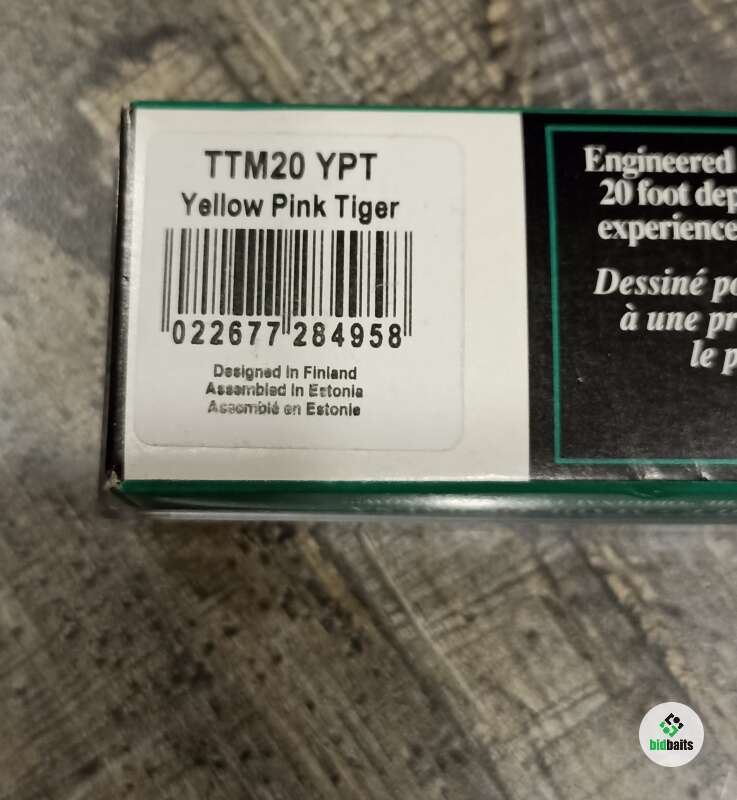 TTM20 YPT
Yellow Pink Tiger
022677 284958
Designed in Finland
Assembled in Estonia
Assemblé en Estonie
Engineered
20 foot dep
experience
Dessiné po
à une pr
le p
bidbaits